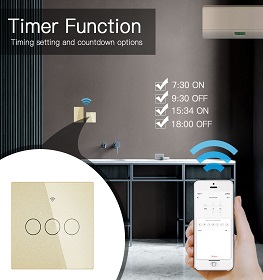 Timer Function
Timing setting and countdown options
7:30 ON
9:30 OFF
15:34 ON
18:00 OFF